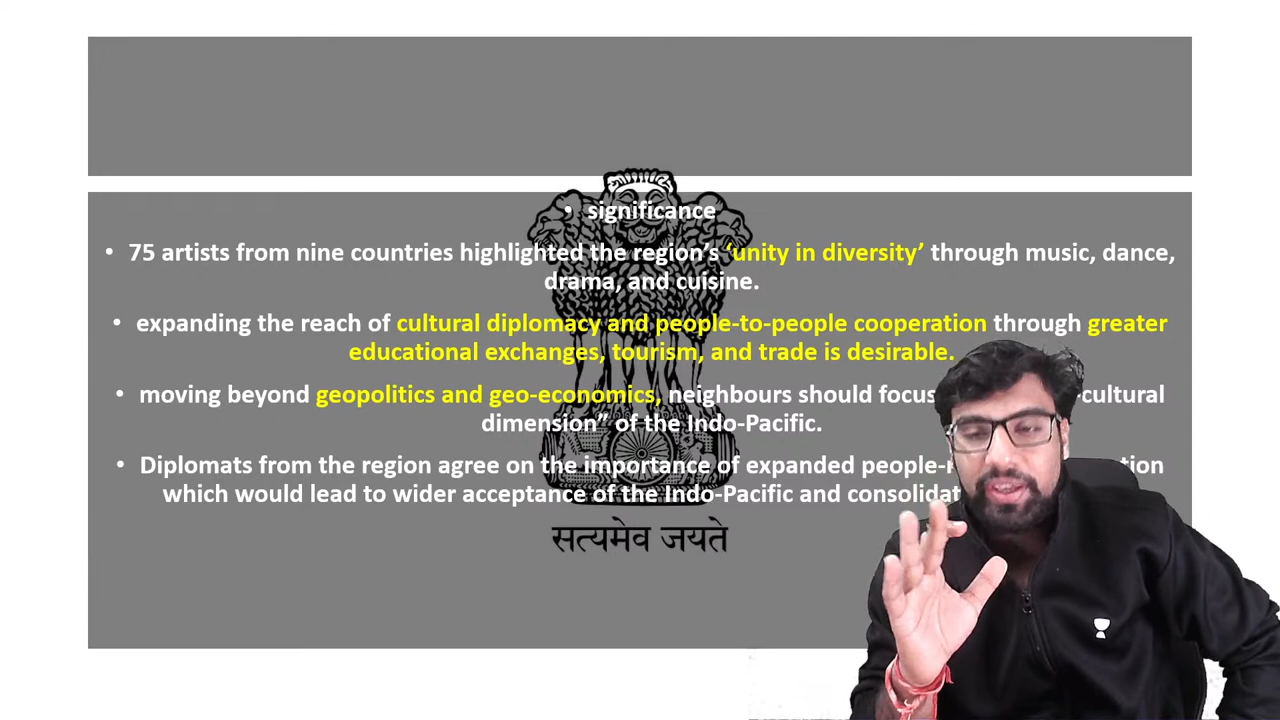 • significance
• 75 artists from nine countries highlighted the region’s ‘unity in diversity’ through music, dance,
drama, and cuisine.
• expanding the reach of cultural diplomacy and people-to-people cooperation through greater
educational exchanges, tourism, and trade is desirable.
• moving beyond geopolitics and geo-economics, neighbours should focus cultural
dimension” of the Indo-Pacific.
• Diplomats from the region agree on the importance of expanded
which would lead to wider acceptance of the Indo-Pacific and
सत्यमेव जयते